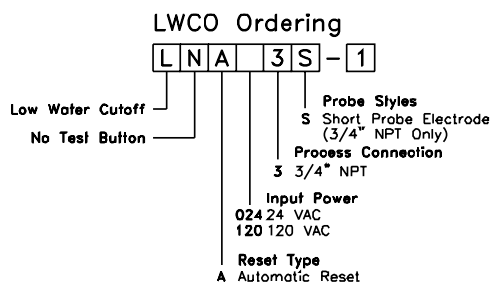 LWCO Ordering
L N A 3 S - 1
Probe Styles
Low Water Cutoff
S Short Probe Electrode
(3/4" NPT Only)
No Test Button
Process Connection
3 3/4" NPT
Input Power
024 24 VAC
120 120 VAC
Reset Type
A Automatic Reset